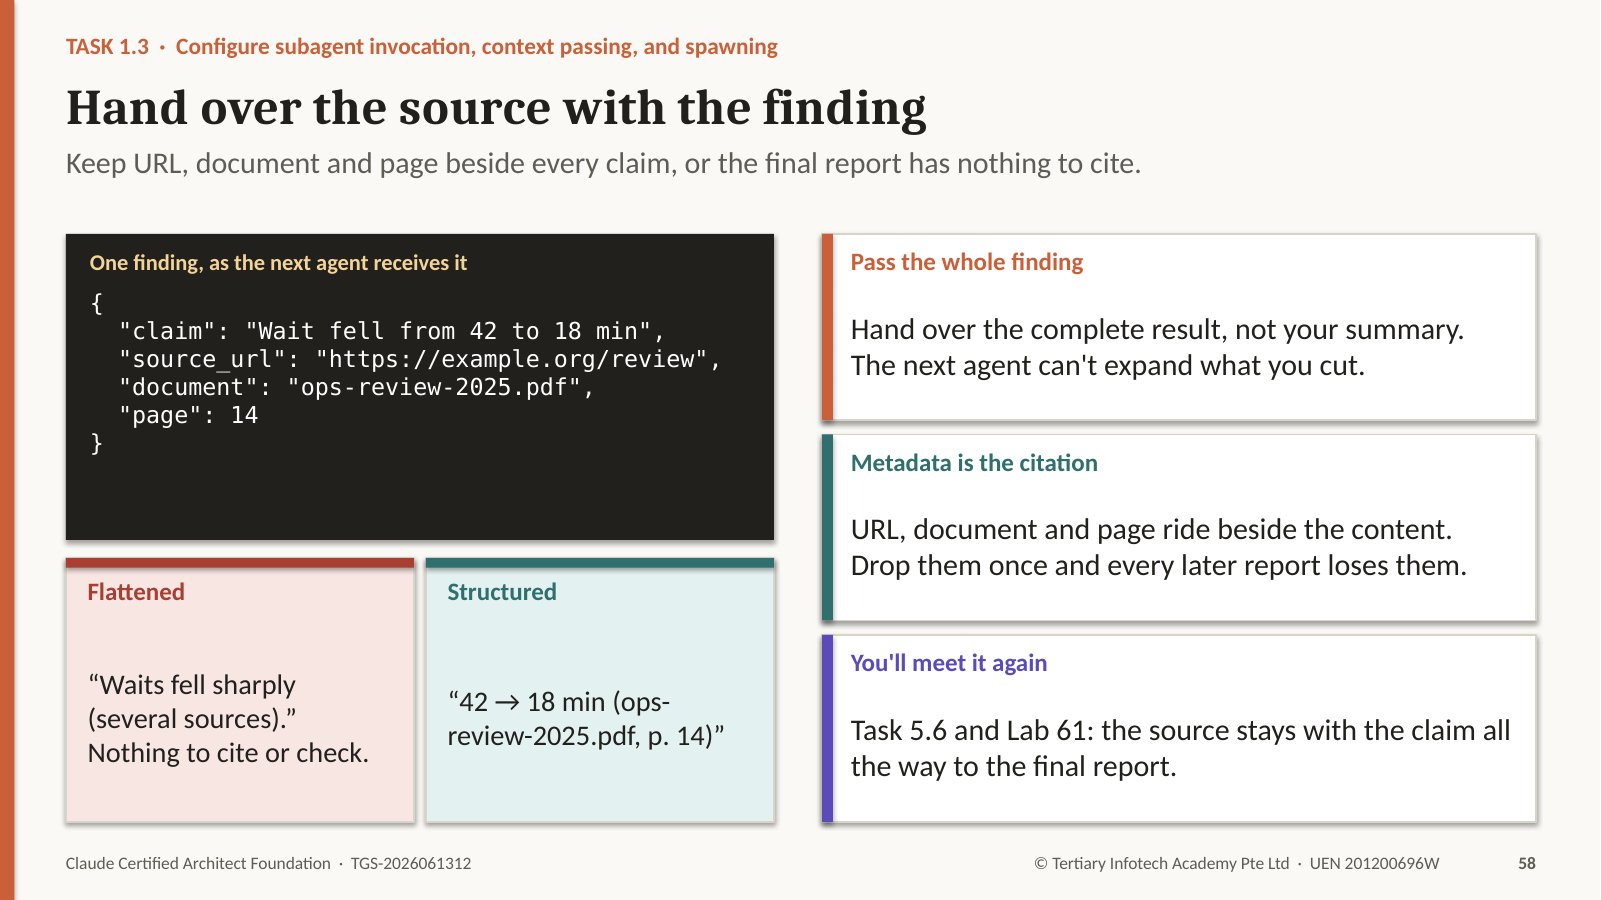 TASK 1.3 · Configure subagent invocation, context passing, and spawning
Hand over the source with the finding
Keep URL, document and page beside every claim, or the final report has nothing to cite.
One finding, as the next agent receives it
{
  "claim": "Wait fell from 42 to 18 min",
  "source_url": "https://example.org/review",
  "document": "ops-review-2025.pdf",
  "page": 14
}
Flattened
“Waits fell sharply
(several sources).”
Nothing to cite or check.
Structured
“42 → 18 min (ops-
review-2025.pdf, p. 14)”
Pass the whole finding
Hand over the complete result, not your summary.
The next agent can't expand what you cut.
Metadata is the citation
URL, document and page ride beside the content.
Drop them once and every later report loses them.
You'll meet it again
Task 5.6 and Lab 61: the source stays with the claim all
the way to the final report.
Claude Certified Architect Foundation · TGS-2026061312
© Tertiary Infotech Academy Pte Ltd · UEN 201200696W
58